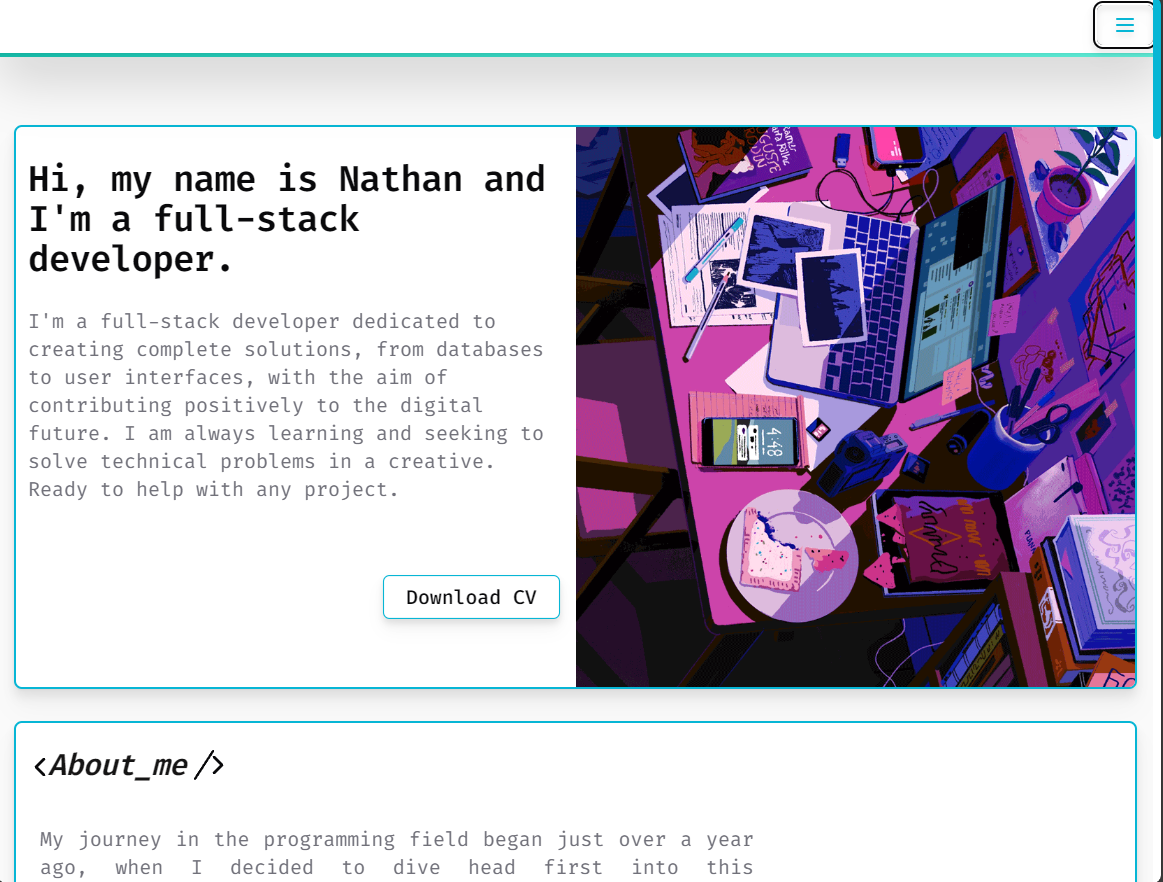 Hi, my name is Nathan and
I'm a full-stack
developer.
I'm a full-stack developer dedicated to
creating complete solutions, from databases
to user interfaces, with the aim of
contributing positively to the digital
future. I am always learning and seeking to
solve technical problems in a creative.
Ready to help with any project.
Download CV
4:48
<About_me />
My journey in the programming field began just over a year
ago, when I decided to dive head first into this